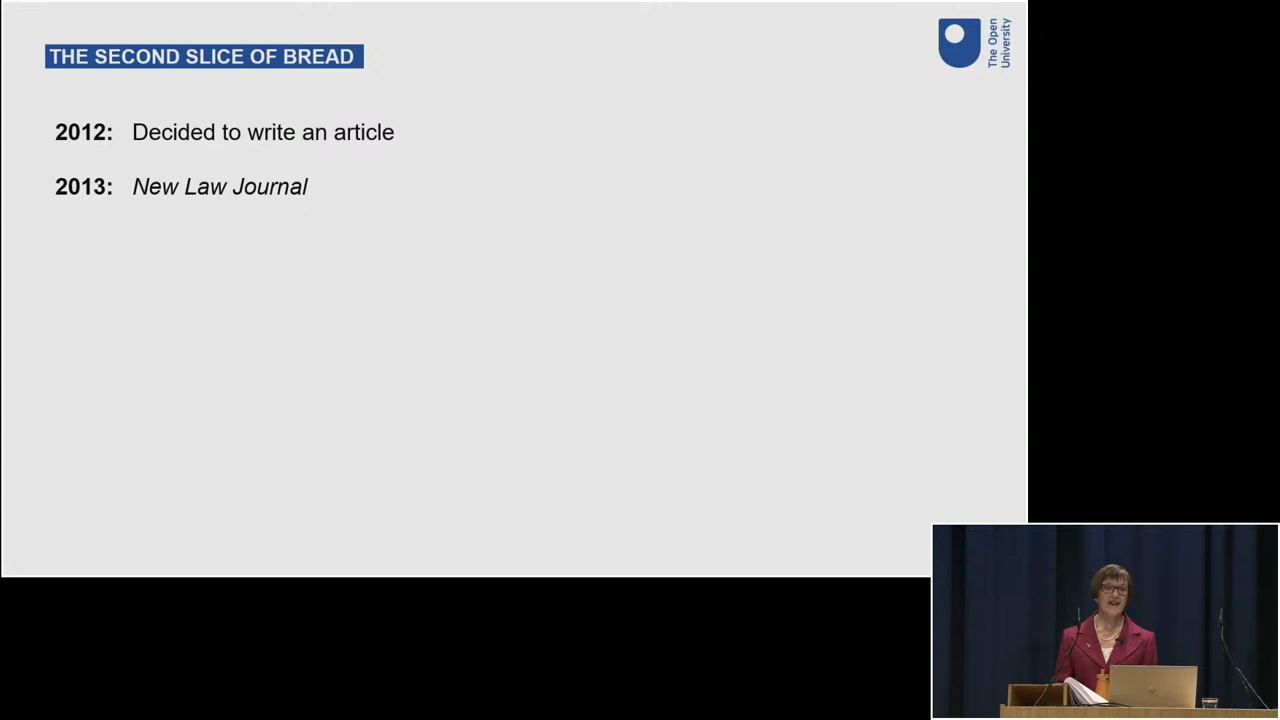 THE SECOND SLICE OF BREAD
The Open
University
2012: Decided to write an article
2013: New Law Journal